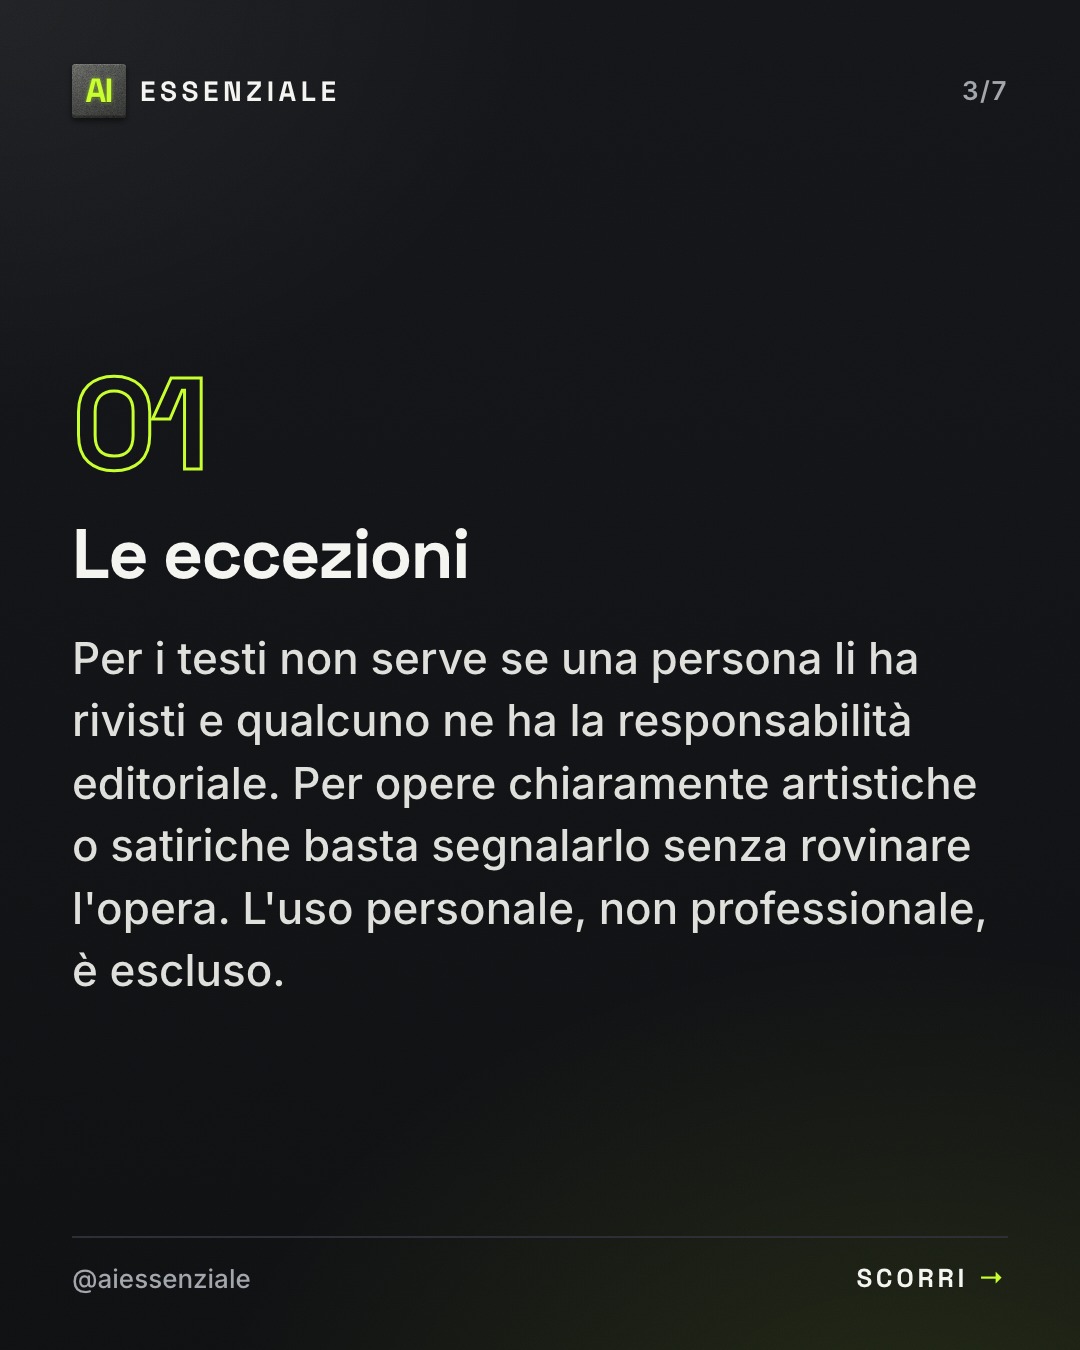 AI ESSENZIALE
3/7
01
Le eccezioni
Per i testi non serve se una persona li ha
rivisti e qualcuno ne ha la responsabilità
editoriale. Per opere chiaramente artistiche
o satiriche basta segnalarlo senza rovinare
l'opera. L'uso personale, non professionale,
è escluso.
@aiessenziale
SCORRI →